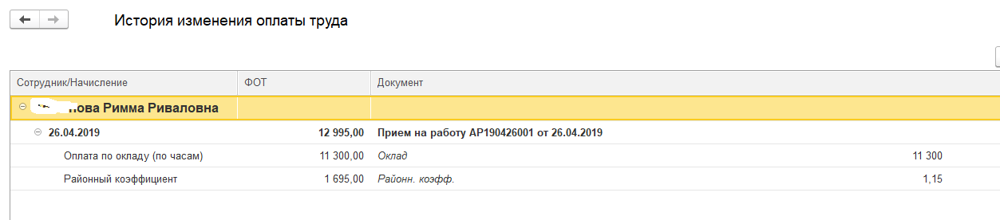 История изменения оплаты труда
Сотрудник/Начисление ФОТ Документ
Римма Риваловна
26.04.2019 12 995,00 Прием на работу АР190426001 от 26.04.2019
Оплата по окладу (по часам) 11 300,00 Оклад 11 300
Районный коэффициент 1 695,00 Районн. коэфф. 1,15